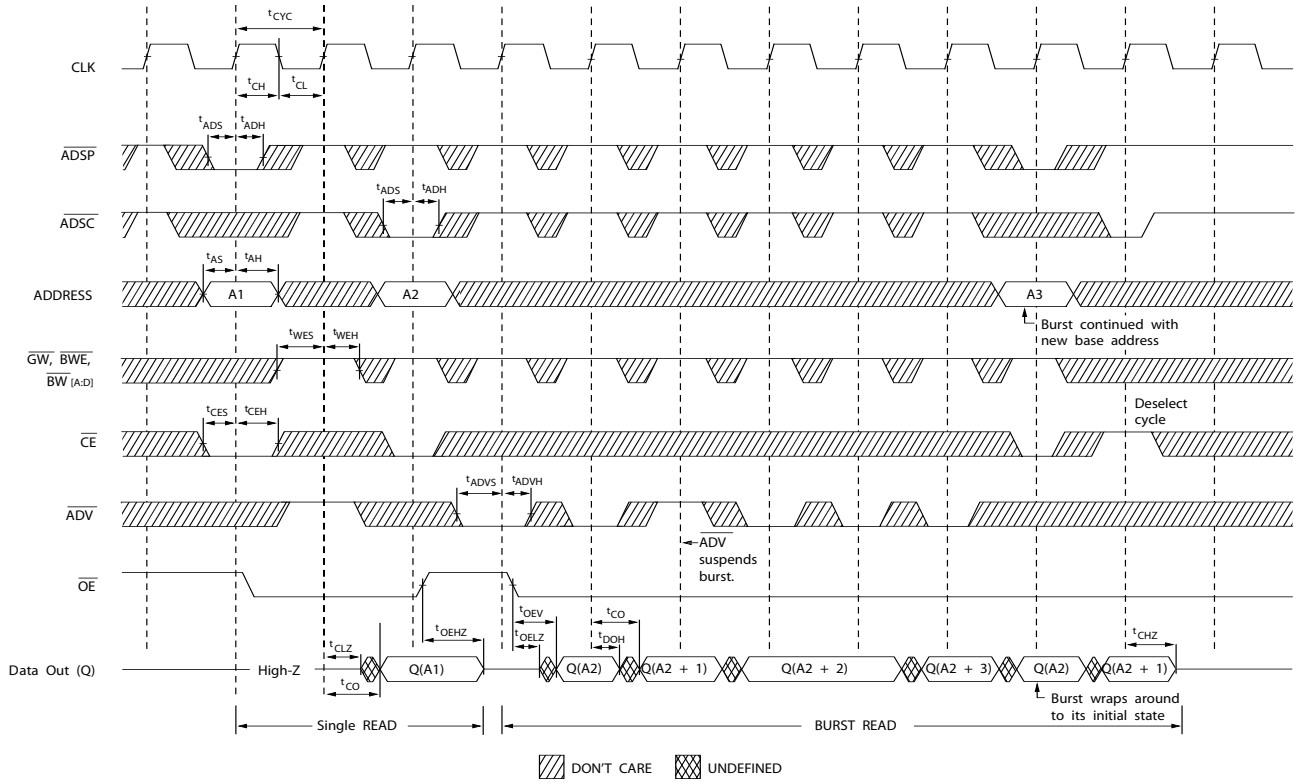 tCYC
CLK
tCH
tCL
tADS
tADH
ADSP
tADS
tADH
ADSC
tAS
tAH
ADDRESS
A1
A2
A3
Burst continued with
new base address
tWES
tWEH
GW, BWE,
BW [A:D]
Deselect
cycle
tCES
tCEH
CE
tADVS
tADVH
ADV
ADV
suspends
burst.
OE
tOEHZ
tOEV
tOELZ
tCO
tDOH
tCHZ
tCLZ
Data Out (Q)
High-Z
Q(A1)
Q(A2)
Q(A2 + 1)
Q(A2 + 2)
Q(A2 + 3)
Q(A2)
Q(A2 + 1)
tCO
Burst wraps around
to its initial state
Single READ
BURST READ
DON'T CARE
UNDEFINED